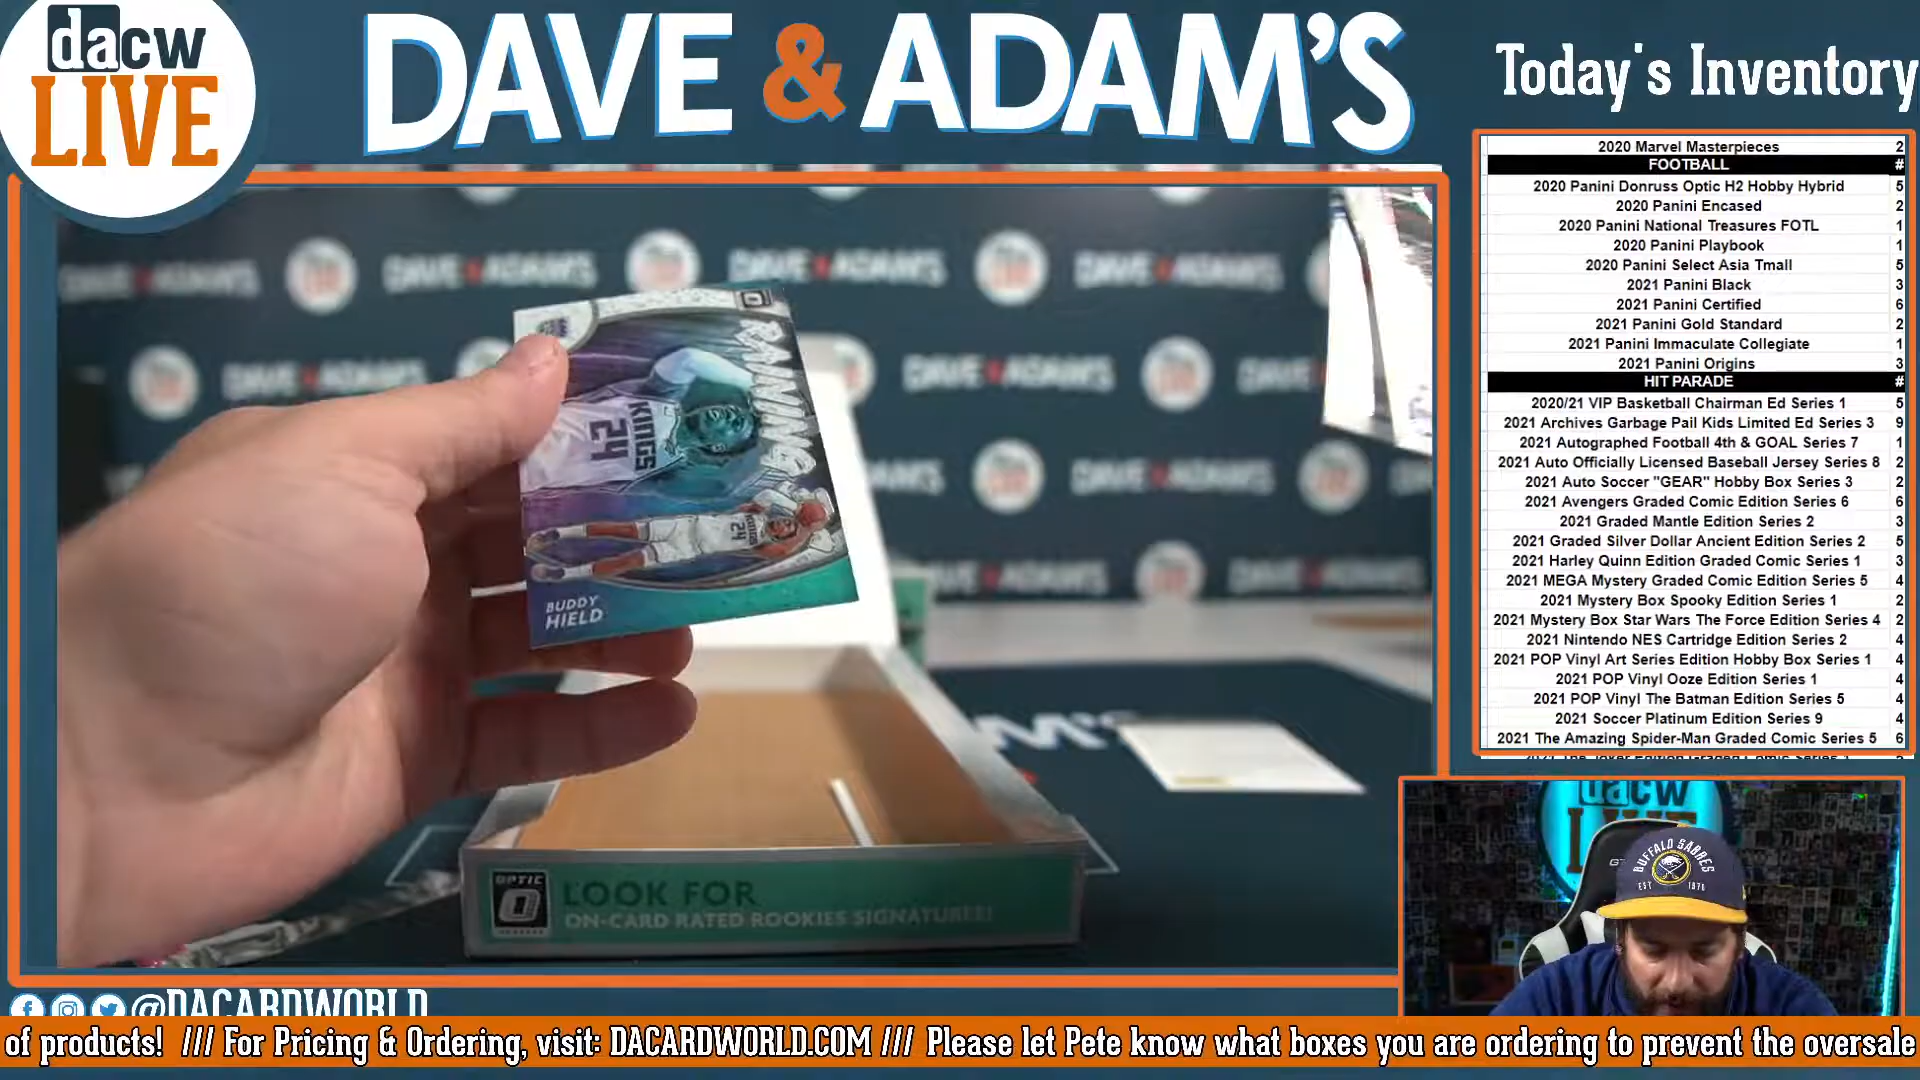 dacw
LIVE
DAVE & ADAM'S
Today's Inventory
2020 Marvel Masterpieces 2
FOOTBALL #
2020 Panini Donruss Optic H2 Hobby Hybrid 5
2020 Panini Encased 2
2020 Panini National Treasures FOTL 1
2020 Panini Playbook 1
2020 Panini Select Asia Tmall 5
2021 Panini Black 3
2021 Panini Certified 6
2021 Panini Gold Standard 2
2021 Panini Immaculate Collegiate 1
2021 Panini Origins 3
HIT PARADE #
2020/21 VIP Basketball Chairman Ed Series 1 5
2021 Archives Garbage Pail Kids Limited Ed Series 3 9
2021 Autographed Football 4th & GOAL Series 7 1
2021 Auto Officially Licensed Baseball Jersey Series 8 2
2021 Auto Soccer "GEAR" Hobby Box Series 3 2
2021 Avengers Graded Comic Edition Series 6 6
2021 Graded Mantle Edition Series 2 3
2021 Graded Silver Dollar Ancient Edition Series 2 5
2021 Harley Quinn Edition Graded Comic Series 1 3
2021 MEGA Mystery Graded Comic Edition Series 5 4
2021 Mystery Box Spooky Edition Series 1 2
2021 Mystery Box Star Wars The Force Edition Series 4 2
2021 Nintendo NES Cartridge Edition Series 2 4
2021 POP Vinyl Art Series Edition Hobby Box Series 1 4
2021 POP Vinyl Ooze Edition Series 1 4
2021 POP Vinyl The Batman Edition Series 5 4
2021 Soccer Platinum Edition Series 9 4
2021 The Amazing Spider-Man Graded Comic Series 5 6
DAVE & ADAM'S
RAINING
KINGS
24
BUDDY
HIELD
OPTIC
LOOK FOR
ON-CARD RATED ROOKIES SIGNATURES!
dacw
BUFFALO SABRES
EST 1970
@DACARDWORLD
of products! /// For Pricing & Ordering, visit: DACARDWORLD.COM /// Please let Pete know what boxes you are ordering to prevent the oversale